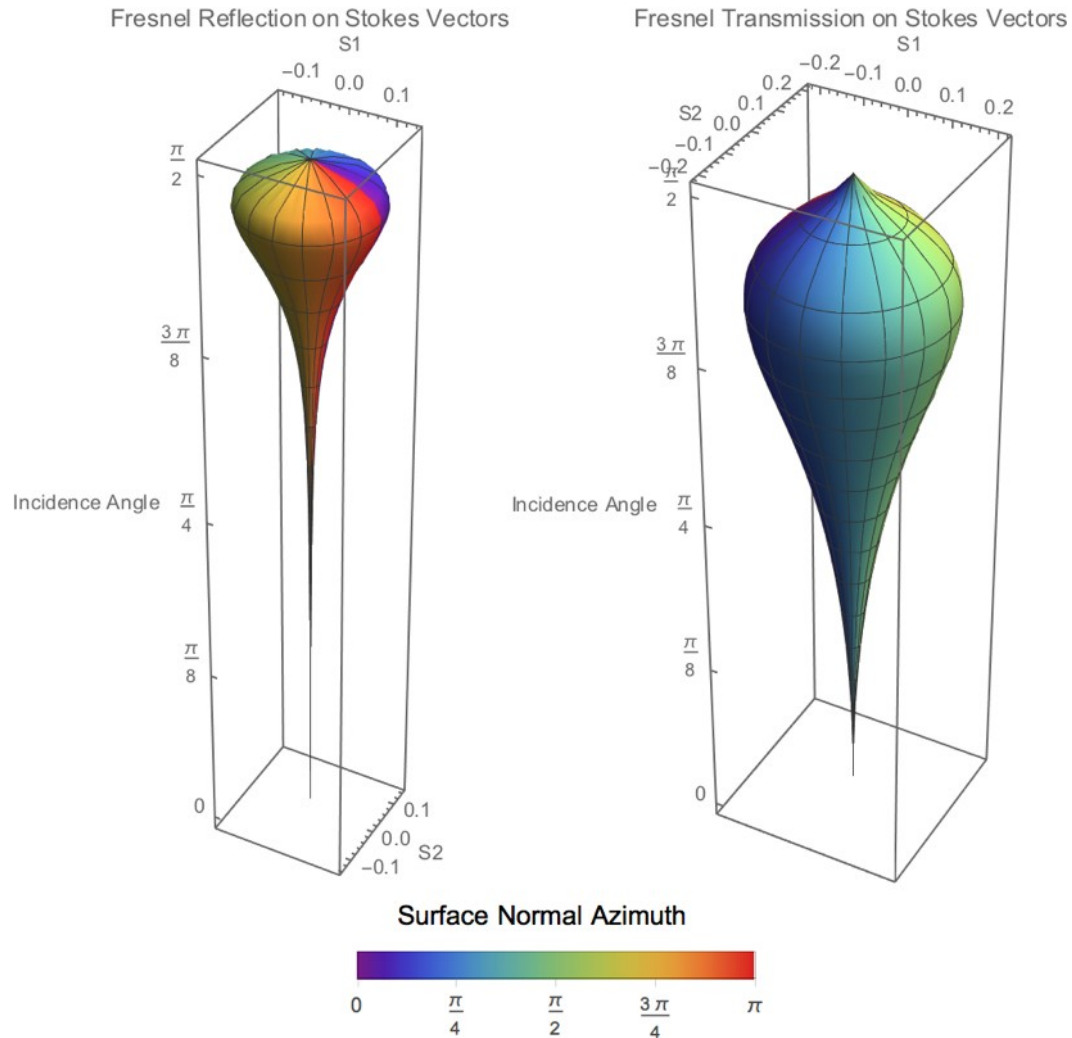 Fresnel Reflection on Stokes Vectors
S1
−0.1
0.0
0.1
π
2
3 π
8
Incidence Angle
π
4
π
8
0
0.1
0.0
S2
−0.1
Fresnel Transmission on Stokes Vectors
S1
−0.2
−0.1
0.0
0.1
0.2
0.2
0.1
S2
0.0
−0.1
−0.2
π
2
3 π
8
Incidence Angle
π
4
π
8
0
Surface Normal Azimuth
0
π
4
π
2
3 π
4
π